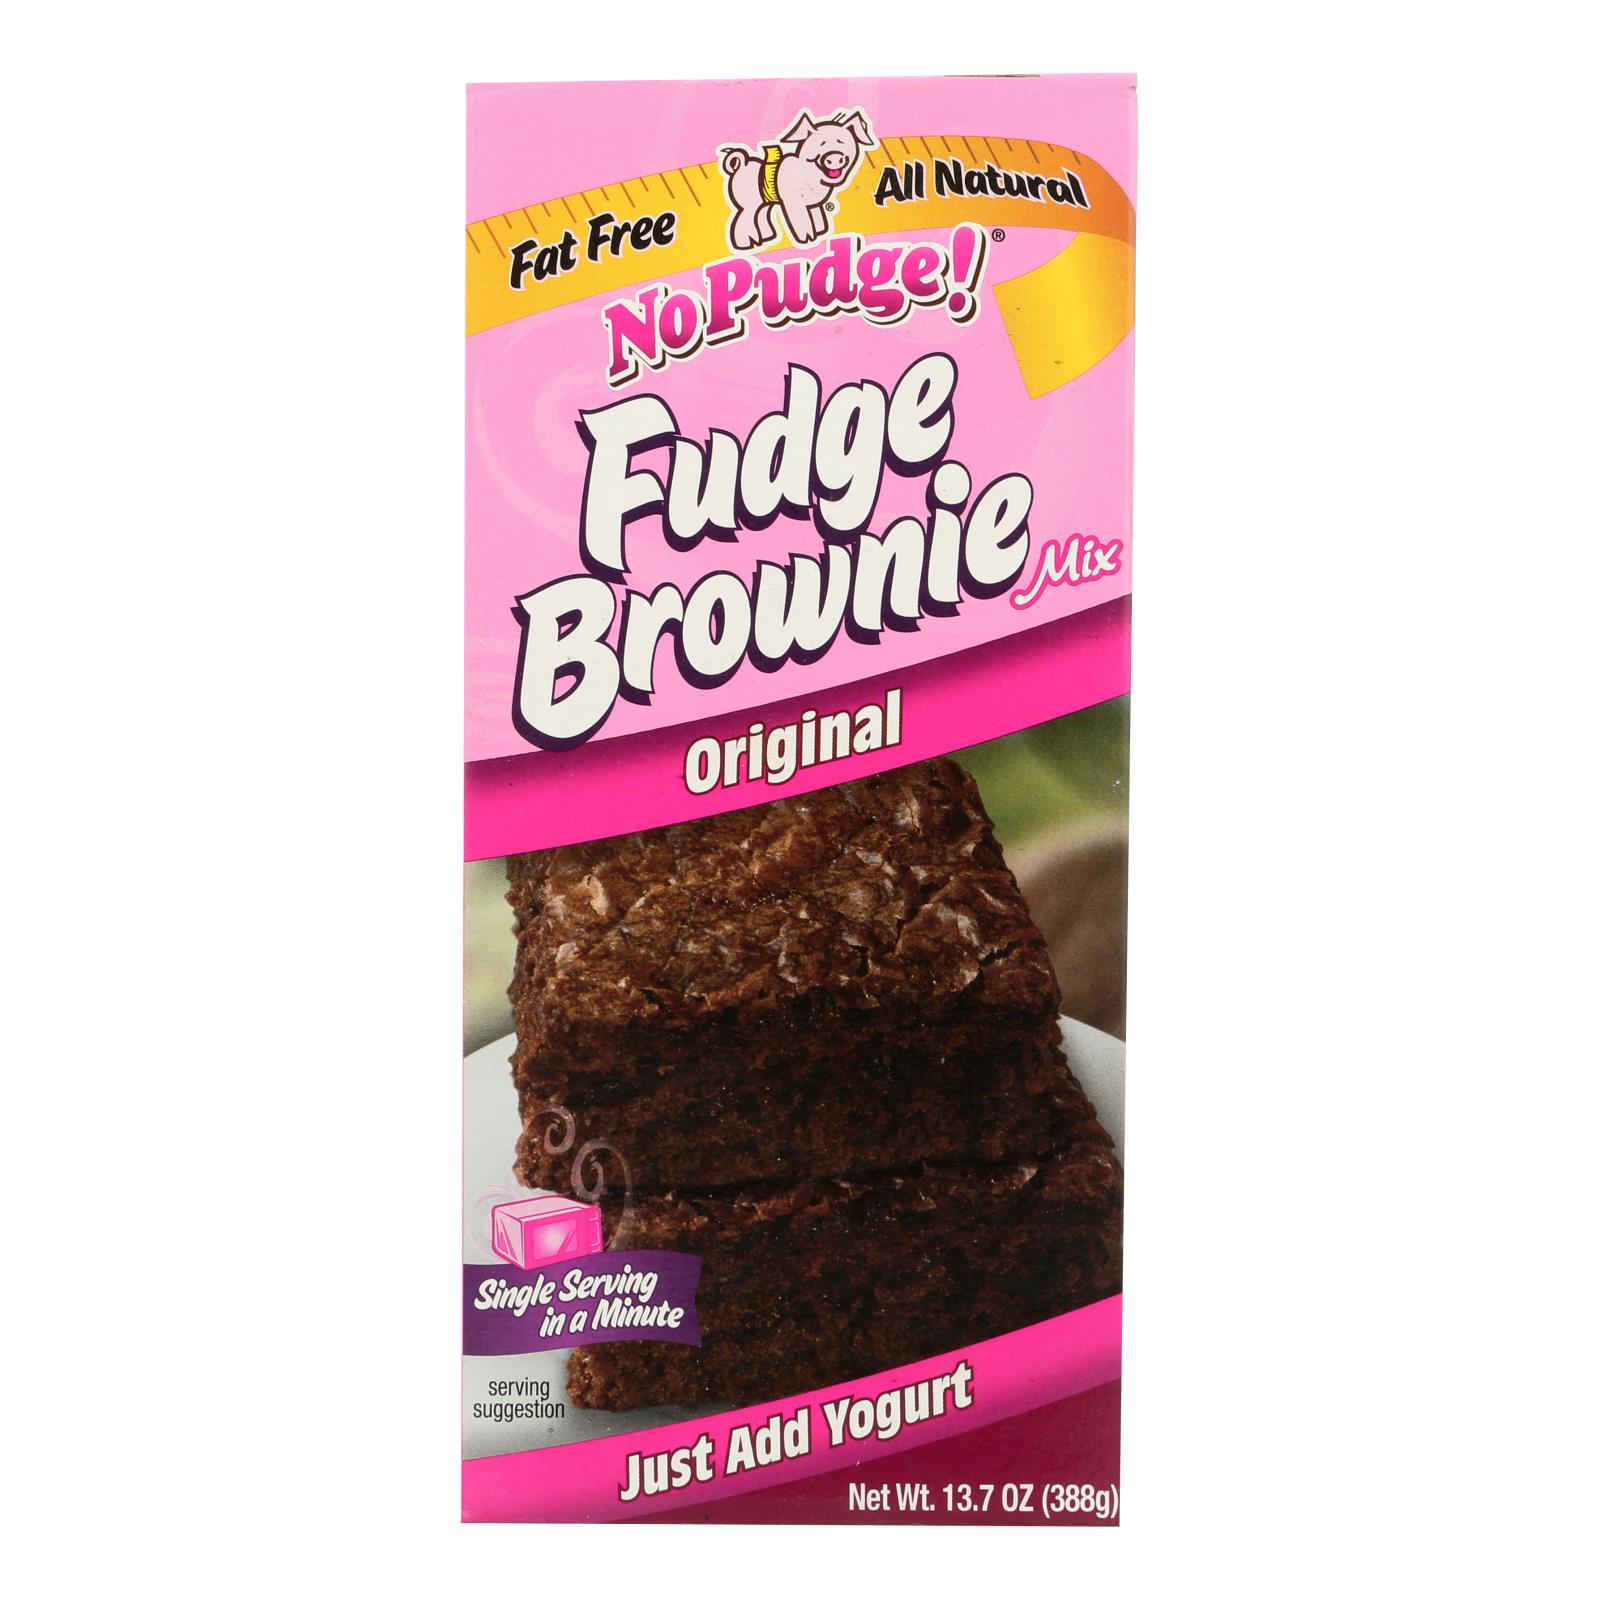 Fat Free
All Natural
®
No Pudge!®
Fudge
Brownie
Mix
Original
Single Serving
in a Minute
serving
suggestion
Just Add Yogurt
Net Wt. 13.7 OZ (388g)